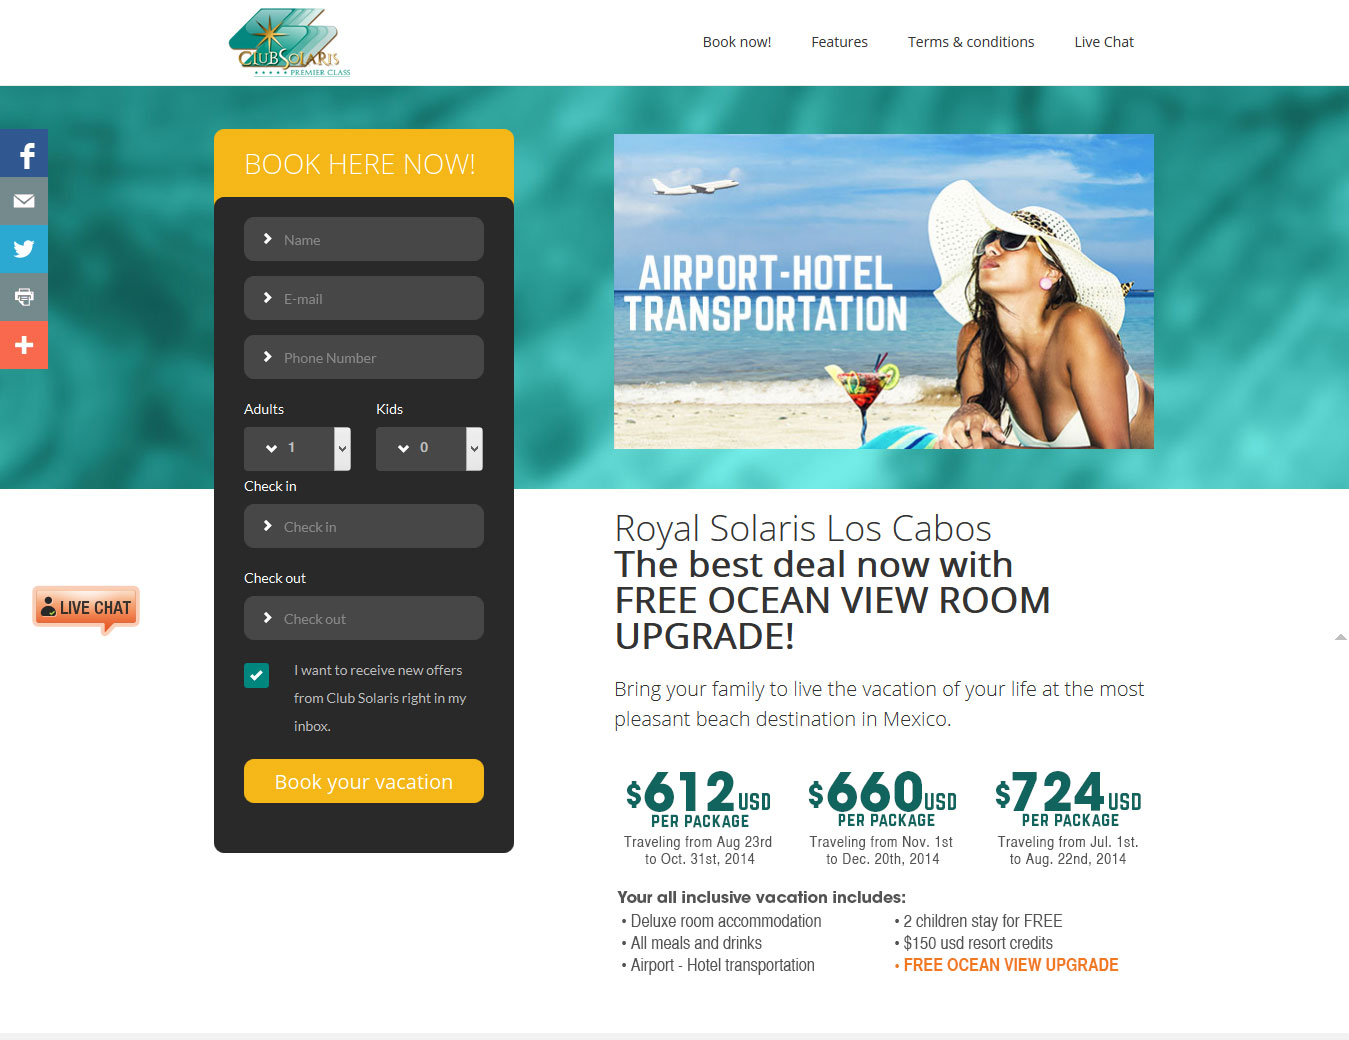 CLUBSOLARIS
PREMIER CLASS
Book now!
Features
Terms & conditions
Live Chat
BOOK HERE NOW!
Name
E-mail
Phone Number
Adults
Kids
1
0
Check in
Check in
Check out
Check out
I want to receive new offers
from Club Solaris right in my
inbox.
Book your vacation
LIVE CHAT
AIRPORT-HOTEL
TRANSPORTATION
Royal Solaris Los Cabos
The best deal now with
FREE OCEAN VIEW ROOM
UPGRADE!
Bring your family to live the vacation of your life at the most
pleasant beach destination in Mexico.
$612 USD
PER PACKAGE
Traveling from Aug 23rd
to Oct. 31st, 2014
$660 USD
PER PACKAGE
Traveling from Nov. 1st
to Dec. 20th, 2014
$724 USD
PER PACKAGE
Traveling from Jul. 1st.
to Aug. 22nd, 2014
Your all inclusive vacation includes:
• Deluxe room accommodation
• All meals and drinks
• Airport - Hotel transportation
• 2 children stay for FREE
• $150 usd resort credits
• FREE OCEAN VIEW UPGRADE